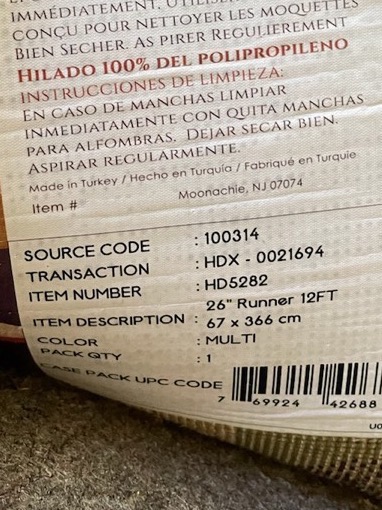 IMMÉDIATEMENT.
CONÇU POUR NETTOYER LES MOQUETTES
BIEN SECHER. AS PIRER REGULIEREMENT
HILADO 100% DEL POLIPROPILENO
INSTRUCCIONES DE LIMPIEZA:
EN CASO DE MANCHAS LIMPIAR
INMEDIATAMENTE CON QUITA MANCHAS
PARA ALFOMBRAS. DEJAR SECAR BIEN.
ASPIRAR REGULARMENTE.
Made in Turkey / Hecho en Turquía / Fabriqué en Turquie
Item #
Moonachie, NJ 07074
SOURCE CODE : 100314
TRANSACTION : HDX - 0021694
ITEM NUMBER : HD5282
26" Runner 12FT
ITEM DESCRIPTION : 67 x 366 cm
COLOR : MULTI
PACK QTY : 1
CASE PACK UPC CODE
7 69924 42688